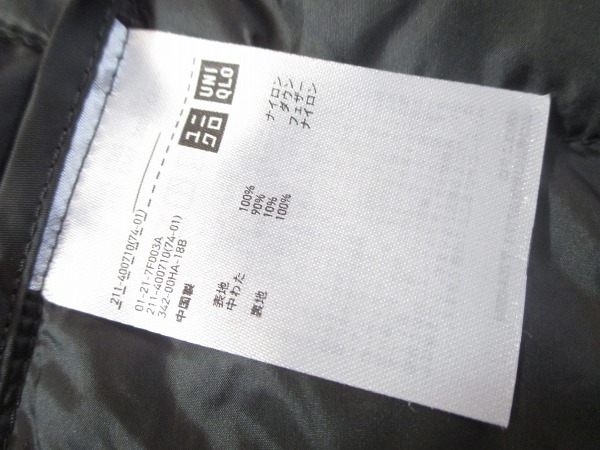 ユニ
クロ
UNI
QLO
211-400710(74-01)
01-21-7F003A
211-400710(74-01)
342-00HA-18B
中国製
表地 100% ナイロン
中わた 90% ダウン
10% フェザー
裏地 100% ナイロン